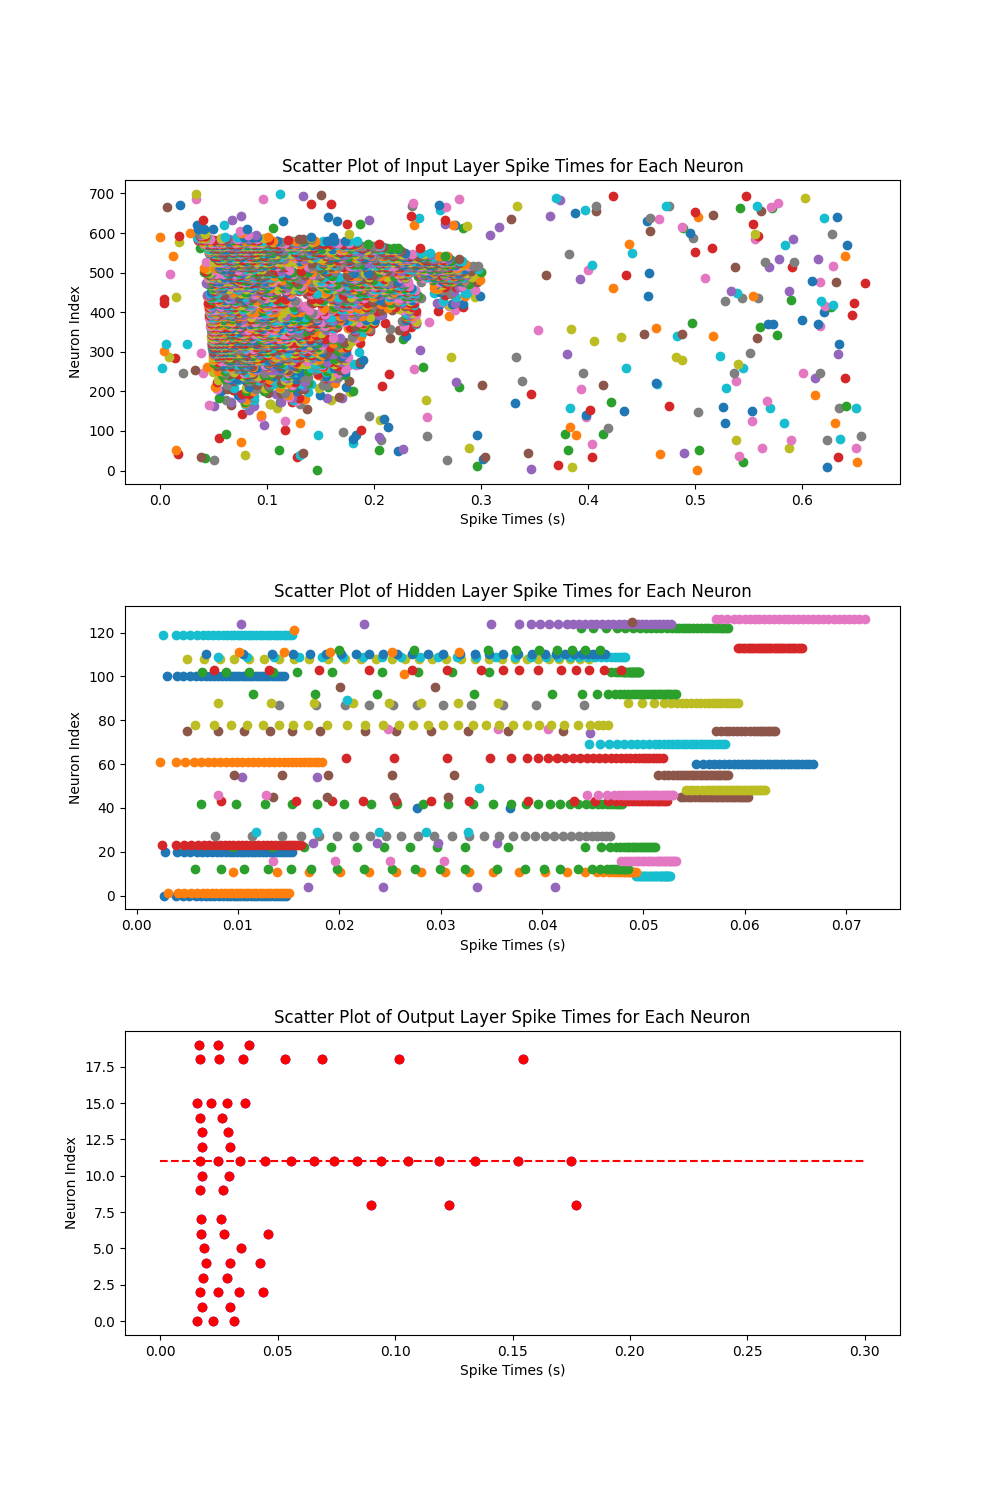 Scatter Plot of Input Layer Spike Times for Each Neuron
Neuron Index
700
600
500
400
300
200
100
0
0.0 0.1 0.2 0.3 0.4 0.5 0.6
Spike Times (s)
Scatter Plot of Hidden Layer Spike Times for Each Neuron
Neuron Index
120
100
80
60
40
20
0
0.00 0.01 0.02 0.03 0.04 0.05 0.06 0.07
Spike Times (s)
Scatter Plot of Output Layer Spike Times for Each Neuron
Neuron Index
17.5
15.0
12.5
10.0
7.5
5.0
2.5
0.0
0.00 0.05 0.10 0.15 0.20 0.25 0.30
Spike Times (s)